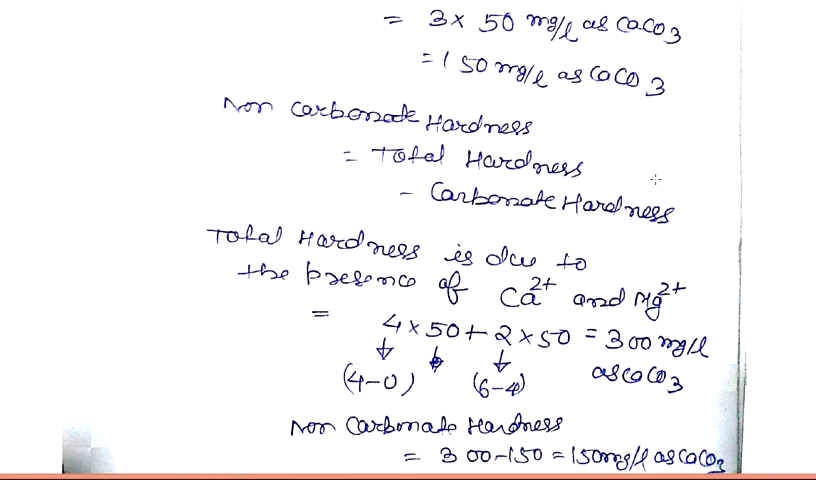 = 3 x 50 mg/l as CaCO3
= 150 mg/l as CaCO3
Non Carbonate Hardness
= Total Hardness
- Carbonate Hardness
Total Hardness is due to
the presence of Ca2+ and Mg2+
= 4 x 50 + 2 x 50 = 300 mg/l
(4-0) (6-4) as CaCO3
Non Carbonate Hardness
= 300-150 = 150mg/l as CaCO3